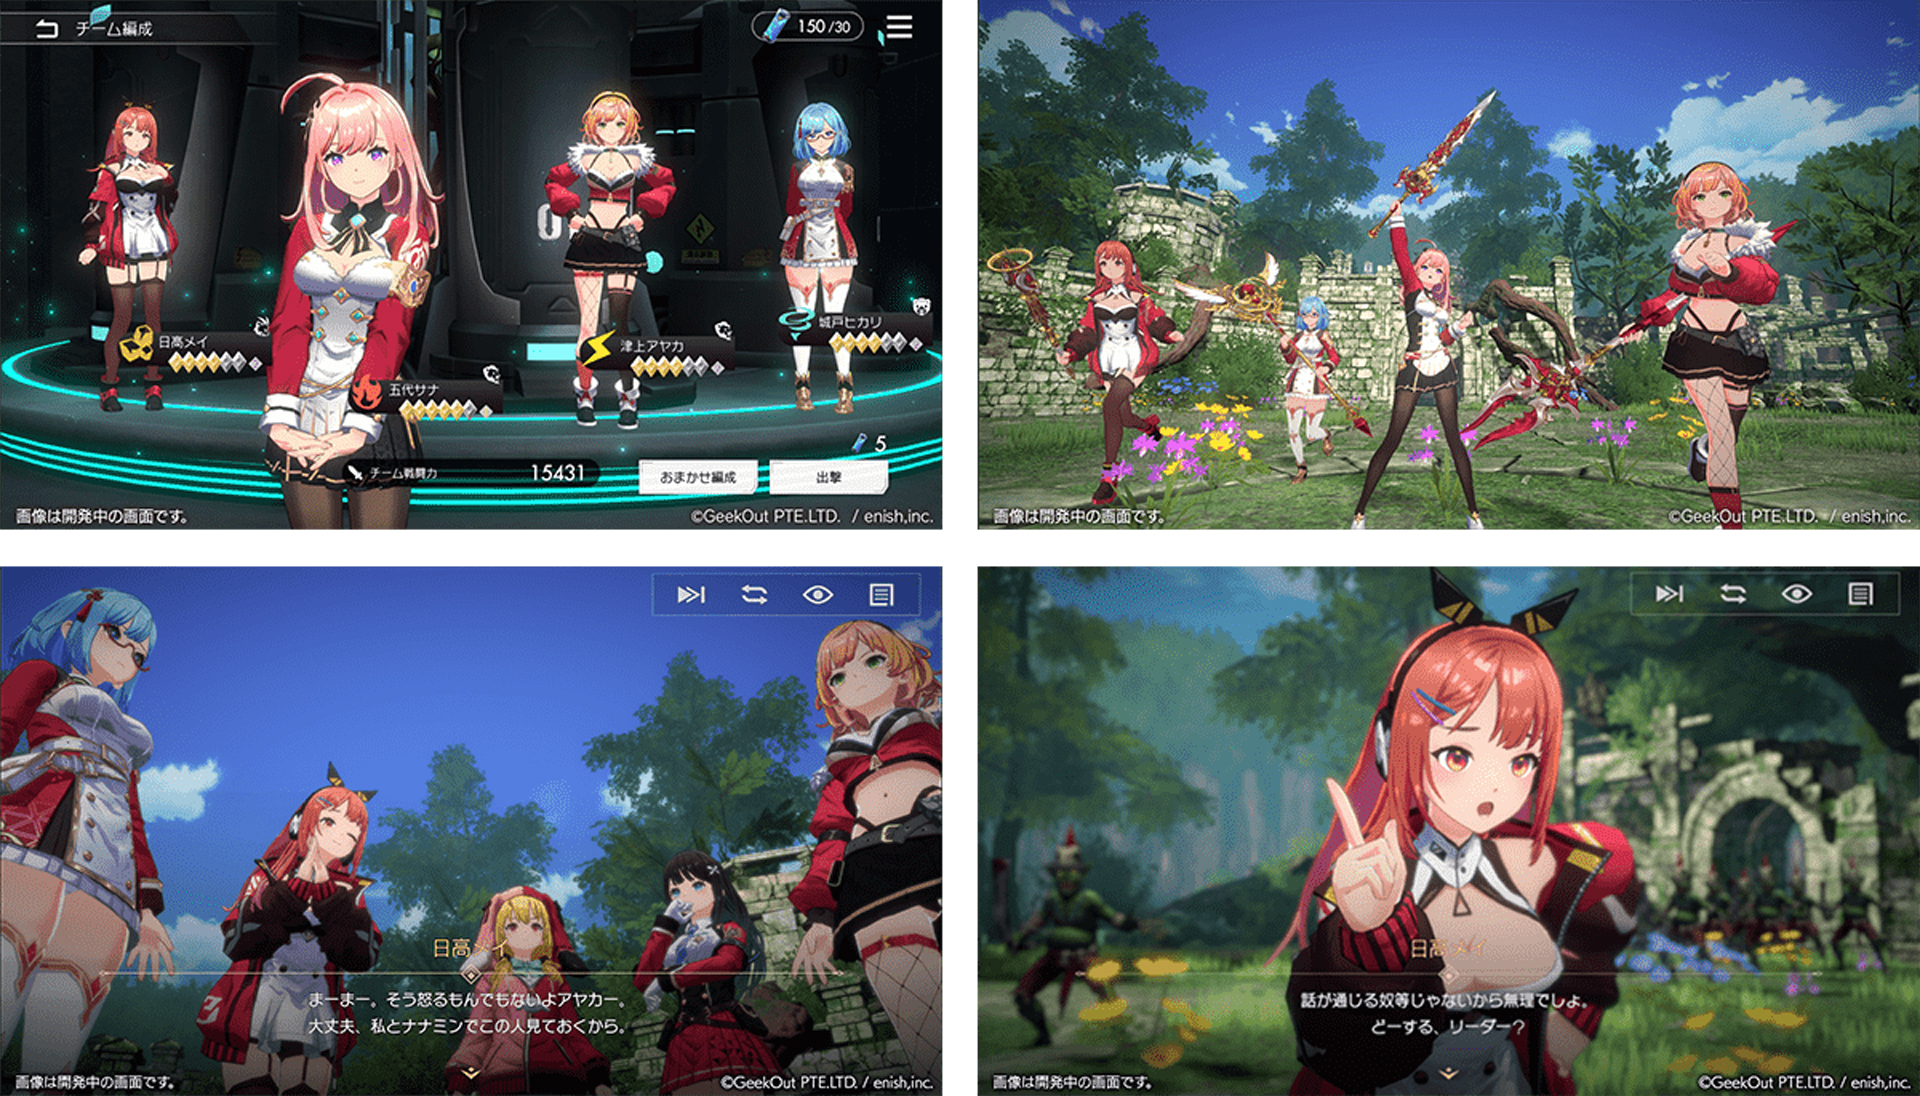 チーム編成
150/30
日高メイ
五代サナ
津上アヤカ
城戸ヒカリ
5
チーム戦闘力 15431
おまかせ編成
出撃
画像は開発中の画面です。
©GeekOut PTE.LTD. / enish,inc.
画像は開発中の画面です。
©GeekOut PTE.LTD. / enish,inc.
日高メイ
まーまー。そう怒るもんでもないよアヤカー。
大丈夫、私とナナミンでこの人見ておくから。
画像は開発中の画面です。
©GeekOut PTE.LTD. / enish,inc.
日高メイ
話が通じる奴等じゃないから無理でしょ。
どーする、リーダー？
画像は開発中の画面です。
©GeekOut PTE.LTD. / enish,inc.